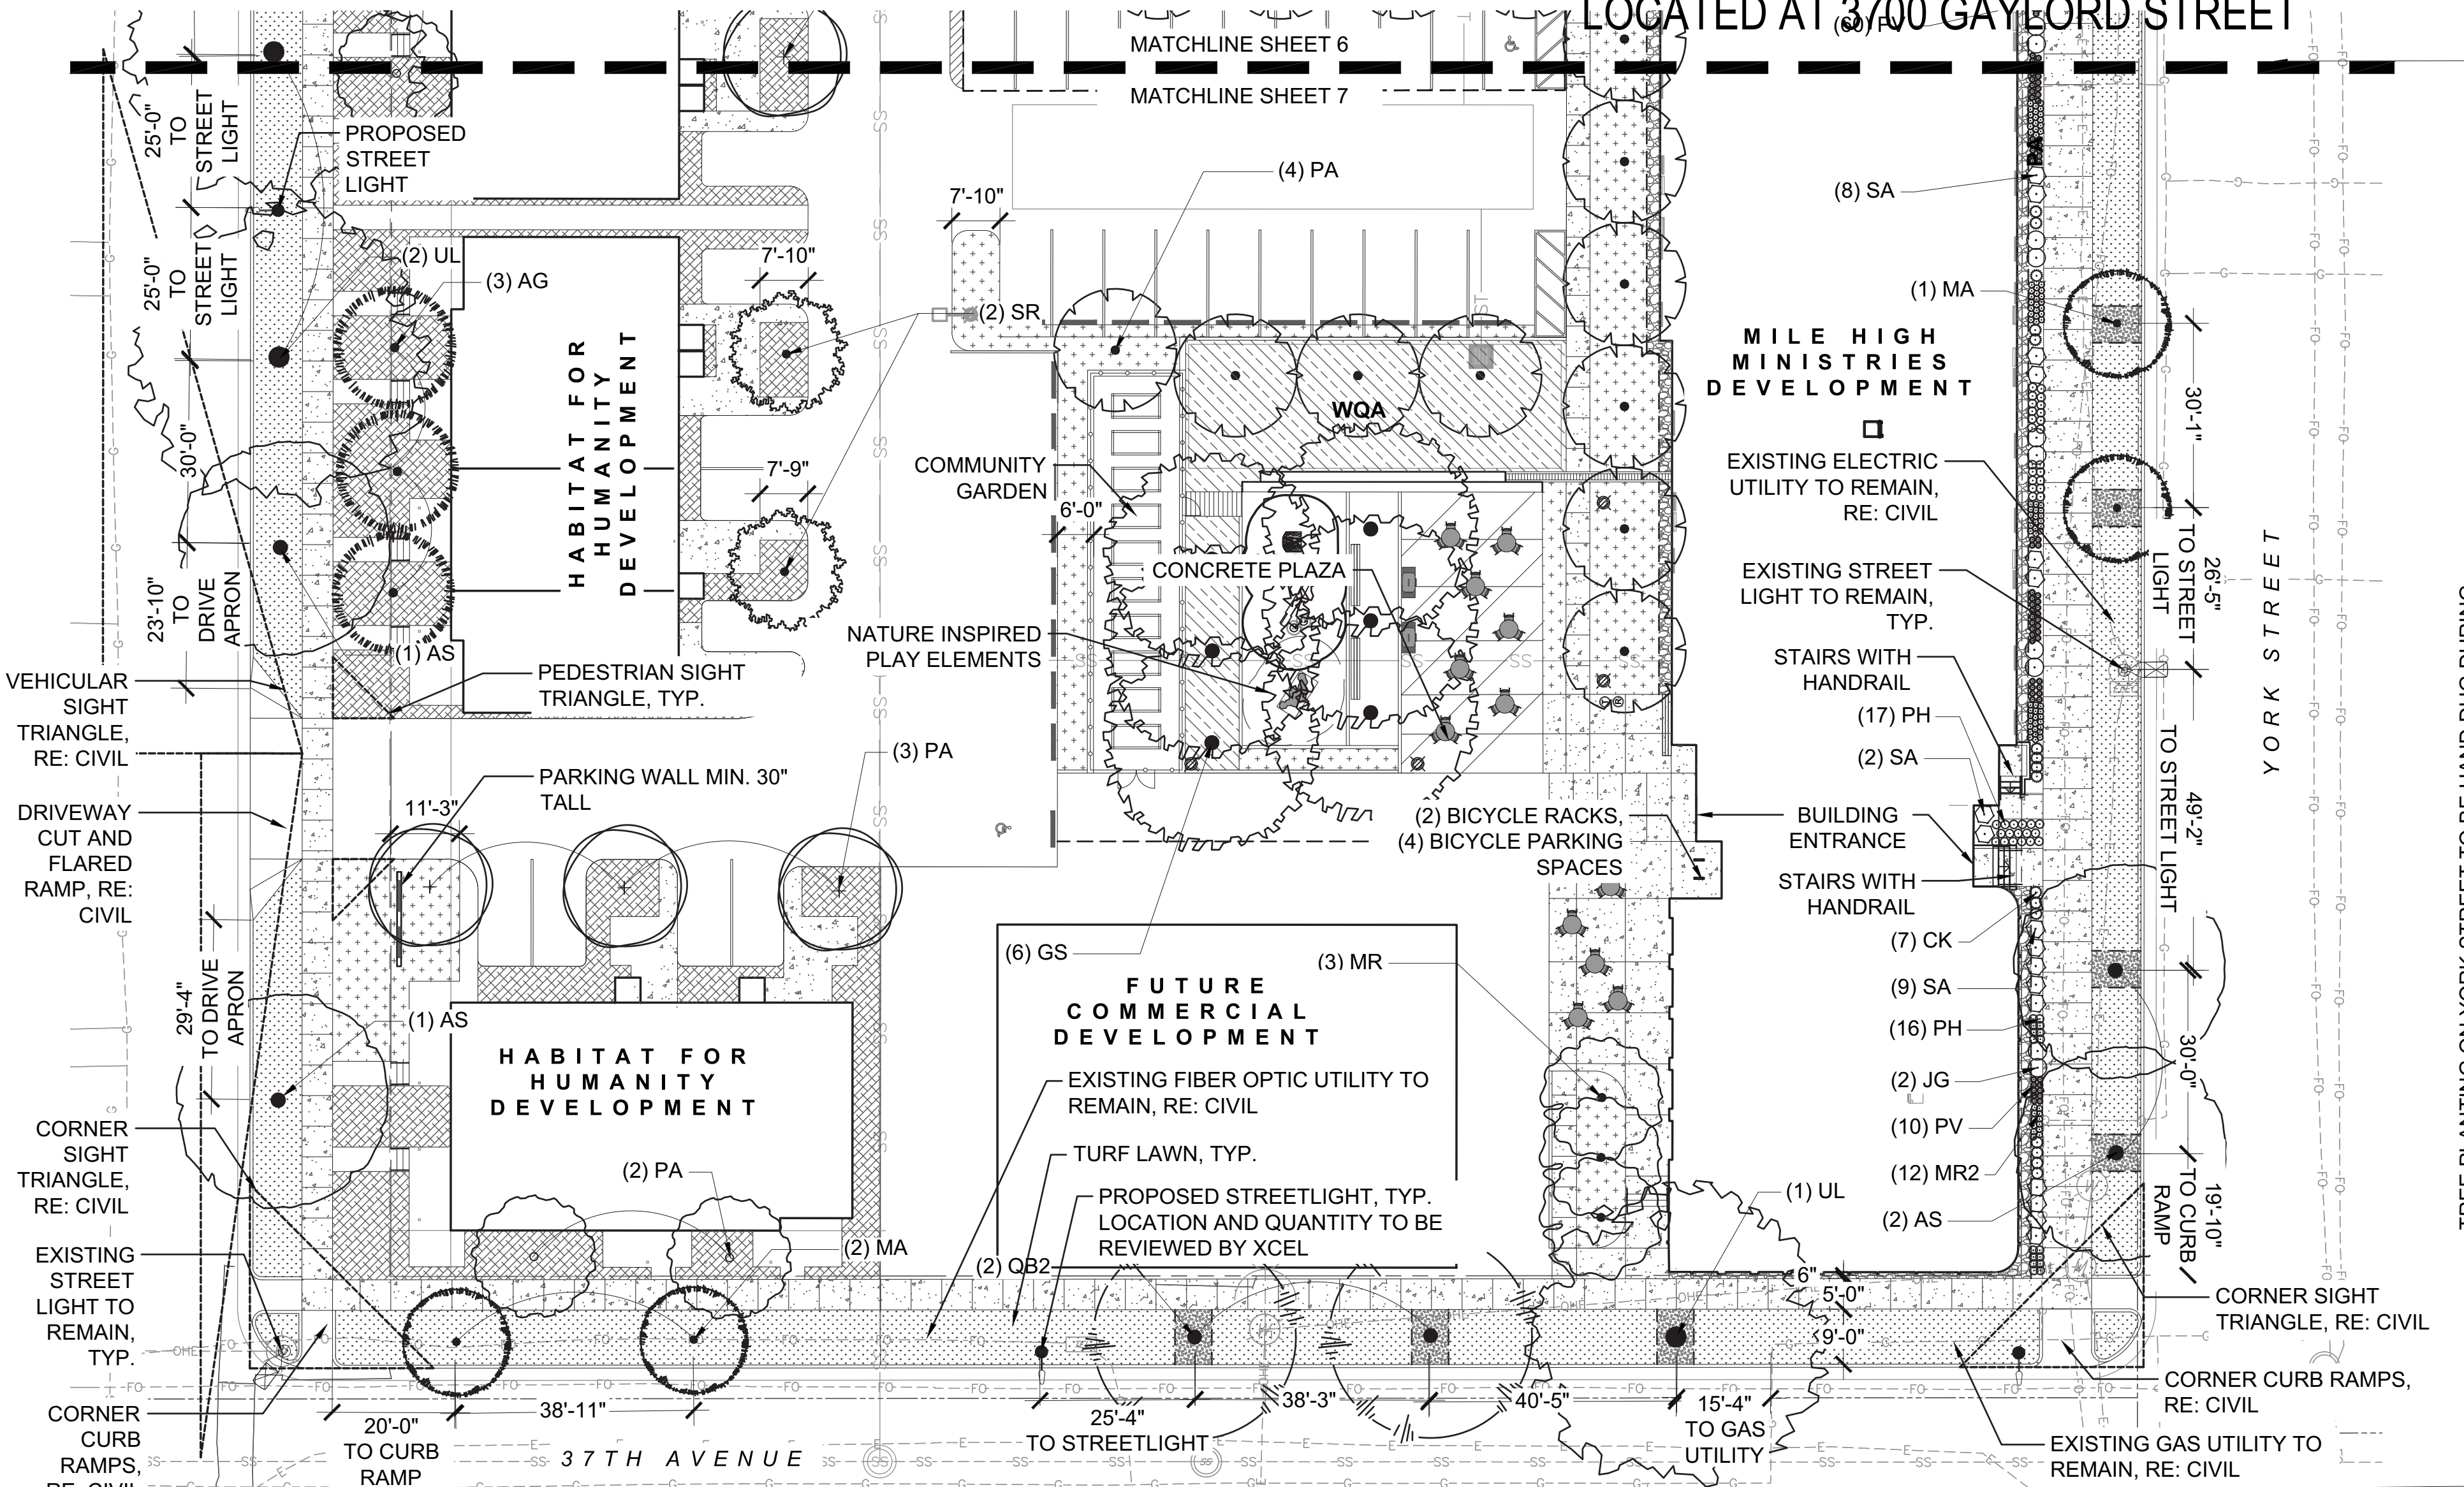 LOCATED AT 3700 GAYLORD STREET
(60) PV
MATCHLINE SHEET 6
MATCHLINE SHEET 7
25'-0"
TO
STREET
LIGHT
PROPOSED
STREET
LIGHT
25'-0"
TO
STREET
LIGHT
(2) UL
(3) AG
7'-10"
7'-10"
(2) SR
(4) PA
(8) SA
PA
(1) MA
HABITAT FOR
HUMANITY
DEVELOPMENT
MILE HIGH
MINISTRIES
DEVELOPMENT
WQA
30'-1"
30'-0"
7'-9"
COMMUNITY
GARDEN
6'-0"
EXISTING ELECTRIC
UTILITY TO REMAIN,
RE: CIVIL
CONCRETE PLAZA
EXISTING STREET
LIGHT TO REMAIN,
TYP.
26'-5"
TO STREET
LIGHT
YORK STREET
23'-10"
TO
DRIVE
APRON
(1) AS
NATURE INSPIRED
PLAY ELEMENTS
STAIRS WITH
HANDRAIL
VEHICULAR
SIGHT
TRIANGLE,
RE: CIVIL
PEDESTRIAN SIGHT
TRIANGLE, TYP.
(17) PH
(2) SA
(3) PA
PARKING WALL MIN. 30"
TALL
11'-3"
49'-2"
TO STREET LIGHT
DRIVEWAY
CUT AND
FLARED
RAMP, RE:
CIVIL
(2) BICYCLE RACKS,
(4) BICYCLE PARKING
SPACES
BUILDING
ENTRANCE
STAIRS WITH
HANDRAIL
(7) CK
(6) GS
(3) MR
(9) SA
29'-4"
TO DRIVE
APRON
(1) AS
FUTURE
COMMERCIAL
DEVELOPMENT
(16) PH
HABITAT FOR
HUMANITY
DEVELOPMENT
EXISTING FIBER OPTIC UTILITY TO
REMAIN, RE: CIVIL
(2) JG
30'-0"
(10) PV
CORNER
SIGHT
TRIANGLE,
RE: CIVIL
TURF LAWN, TYP.
(2) PA
(12) MR2
PROPOSED STREETLIGHT, TYP.
LOCATION AND QUANTITY TO BE
REVIEWED BY XCEL
(1) UL
(2) AS
19'-10"
TO CURB
RAMP
EXISTING
STREET
LIGHT TO
REMAIN,
TYP.
(2) MA
(2) QB2
6"
5'-0"
9'-0"
CORNER SIGHT
TRIANGLE, RE: CIVIL
CORNER CURB RAMPS,
RE: CIVIL
CORNER
CURB
RAMPS,
RE: CIVIL
20'-0"
TO CURB
RAMP
38'-11"
25'-4"
TO STREETLIGHT
38'-3"
40'-5"
15'-4"
TO GAS
UTILITY
37TH AVENUE
EXISTING GAS UTILITY TO
REMAIN, RE: CIVIL